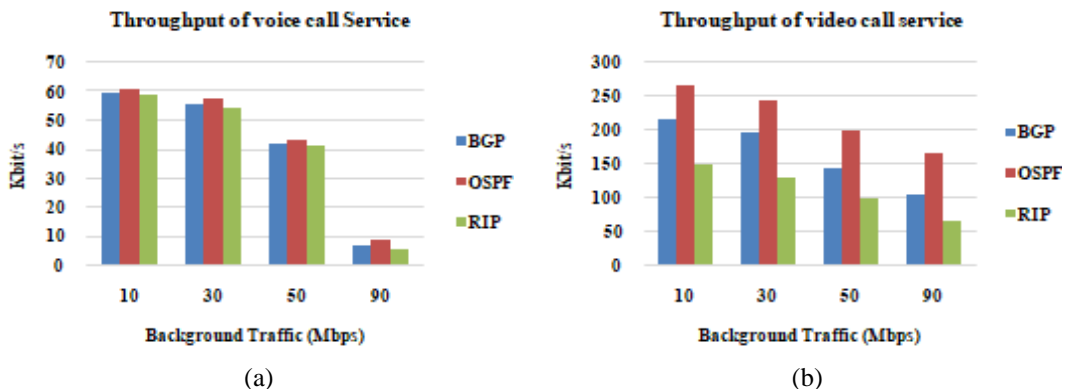 Throughput of voice call Service
70
60
50
40
30
20
10
0
Kbit/s
10 30 50 90
Background Traffic (Mbps)
BGP
OSPF
RIP
(a)
Throughput of video call service
300
250
200
150
100
50
0
Kbit/s
10 30 50 90
Background Traffic (Mbps)
BGP
OSPF
RIP
(b)